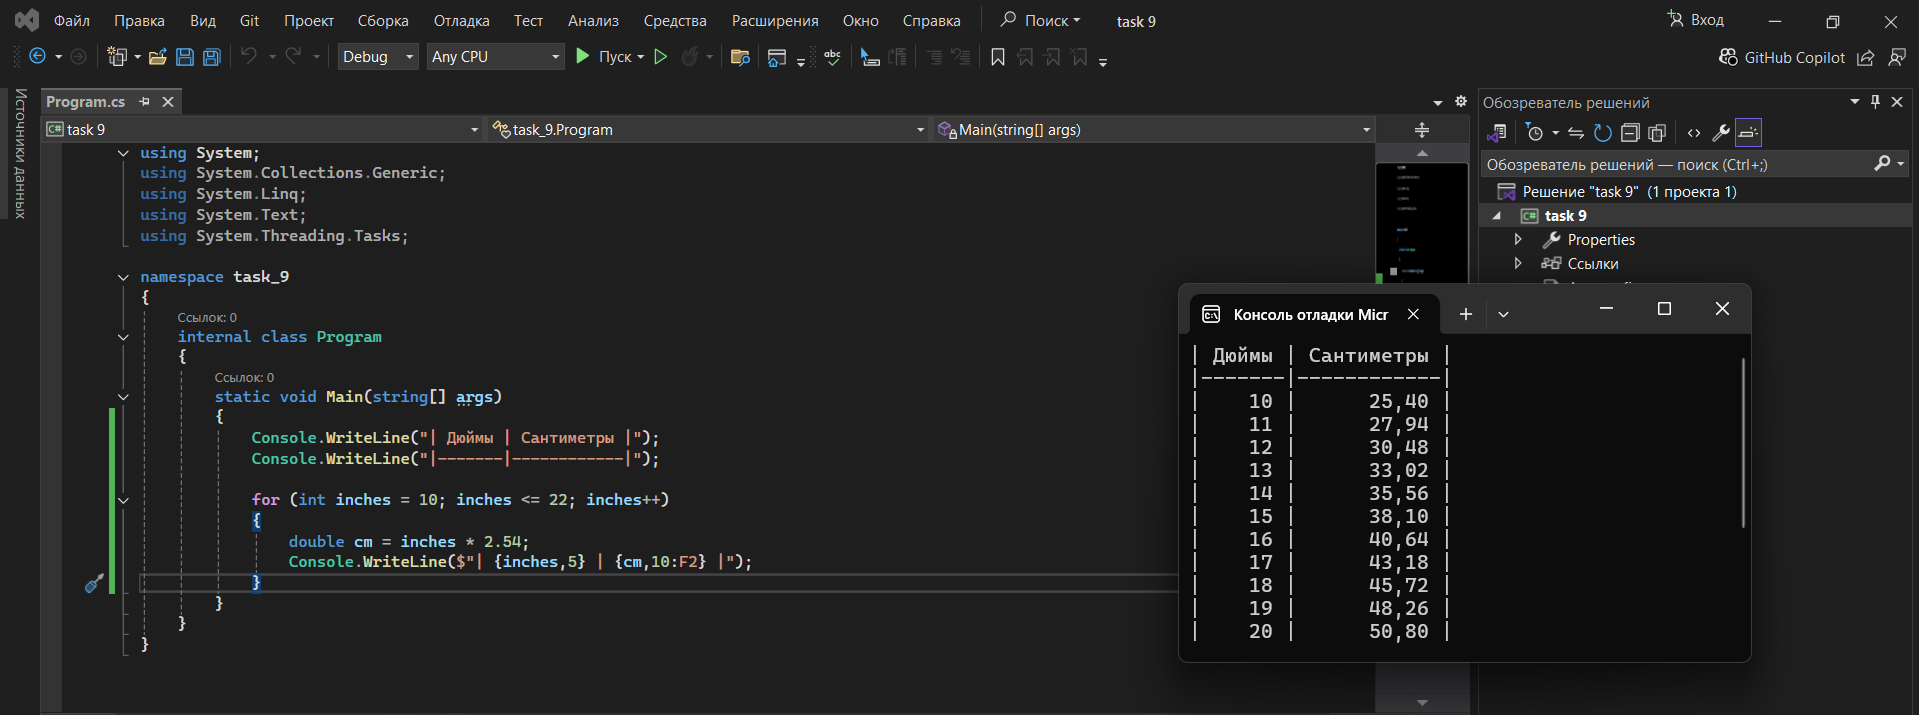 Файл Правка Вид Git Проект Сборка Отладка Тест Анализ Средства Расширения Окно Справка Поиск task 9 Вход
Debug Any CPU Пуск abc GitHub Copilot
Источники данных
Program.cs
task 9 task_9.Program Main(string[] args)
using System;
using System.Collections.Generic;
using System.Linq;
using System.Text;
using System.Threading.Tasks;
namespace task_9
{
Ссылок: 0
internal class Program
{
Ссылок: 0
static void Main(string[] args)
{
Console.WriteLine("| Дюймы | Сантиметры |");
Console.WriteLine("|-------|------------|");
for (int inches = 10; inches <= 22; inches++)
{
double cm = inches * 2.54;
Console.WriteLine($"| {inches,5} | {cm,10:F2} |");
}
}
}
}
Обозреватель решений
Обозреватель решений — поиск (Ctrl+;)
Решение "task 9" (1 проекта 1)
C# task 9
Properties
Ссылки
Консоль отладки Micr
| Дюймы | Сантиметры |
|-------|------------|
| 10 | 25,40 |
| 11 | 27,94 |
| 12 | 30,48 |
| 13 | 33,02 |
| 14 | 35,56 |
| 15 | 38,10 |
| 16 | 40,64 |
| 17 | 43,18 |
| 18 | 45,72 |
| 19 | 48,26 |
| 20 | 50,80 |